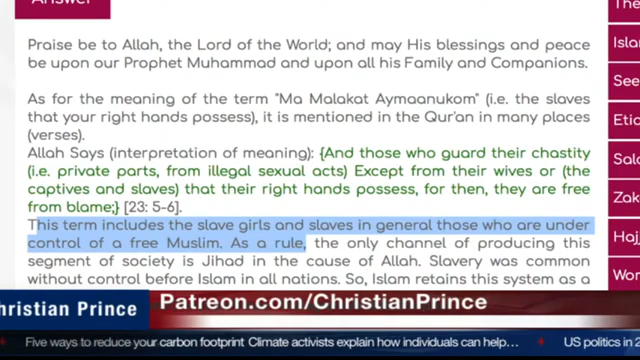 Answer
Praise be to Allah, the Lord of the World; and may His blessings and peace
be upon our Prophet Muhammad and upon all his Family and Companions.
As for the meaning of the term "Ma Malakat Aymaanukom" (i.e. the slaves
that your right hands possess), it is mentioned in the Qur'an in many places
(verses).
Allah Says (interpretation of meaning): {And those who guard their chastity
(i.e. private parts, from illegal sexual acts) Except from their wives or (the
captives and slaves) that their right hands possess, for then, they are free
from blame;} [23: 5-6].
This term includes the slave girls and slaves in general those who are under
control of a free Muslim. As a rule, the only channel of producing this
segment of society is Jihad in the cause of Allah. Slavery was common
without control before Islam in all nations. So, Islam retains this system as a
The
Islam
See
Etiq
Sala
Zak
Hajj
Wom
Christian Prince
Patreon.com/ChristianPrince
Five ways to reduce your carbon footprint Climate activists explain how individuals can help...
US politics in 2